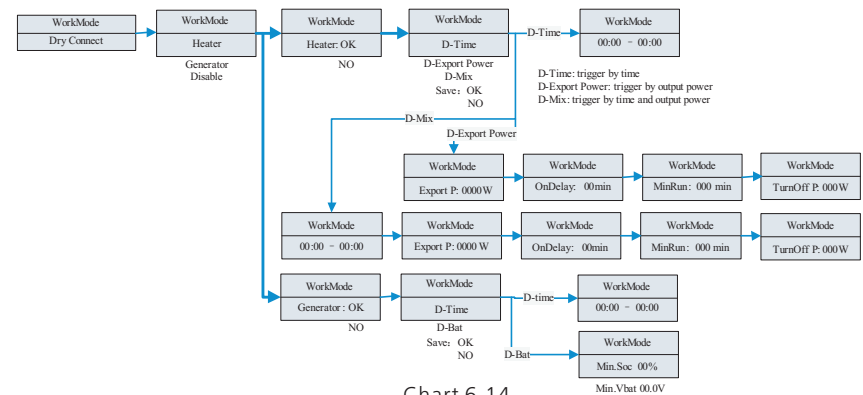 WorkMode
Dry Connect
WorkMode
Heater
Generator
Disable
WorkMode
Heater: OK
NO
WorkMode
D-Time
D-Export Power
D-Mix
Save：OK
NO
D-Time
WorkMode
00:00 - 00:00
D-Time: trigger by time
D-Export Power: trigger by output power
D-Mix: trigger by time and output power
D-Mix
D-Export Power
WorkMode
Export P: 0000W
WorkMode
OnDelay: 00min
WorkMode
MinRun: 000 min
WorkMode
TurnOff P: 000W
WorkMode
00:00 - 00:00
WorkMode
Export P: 0000 W
WorkMode
OnDelay: 00min
WorkMode
MinRun: 000 min
WorkMode
TurnOff P: 000W
WorkMode
Generator : OK
NO
WorkMode
D-Time
D-Bat
Save：OK
NO
D-time
WorkMode
00:00 - 00:00
D-Bat
WorkMode
Min.Soc 00%
Min.Vbat 00.0V
Chart 6-14